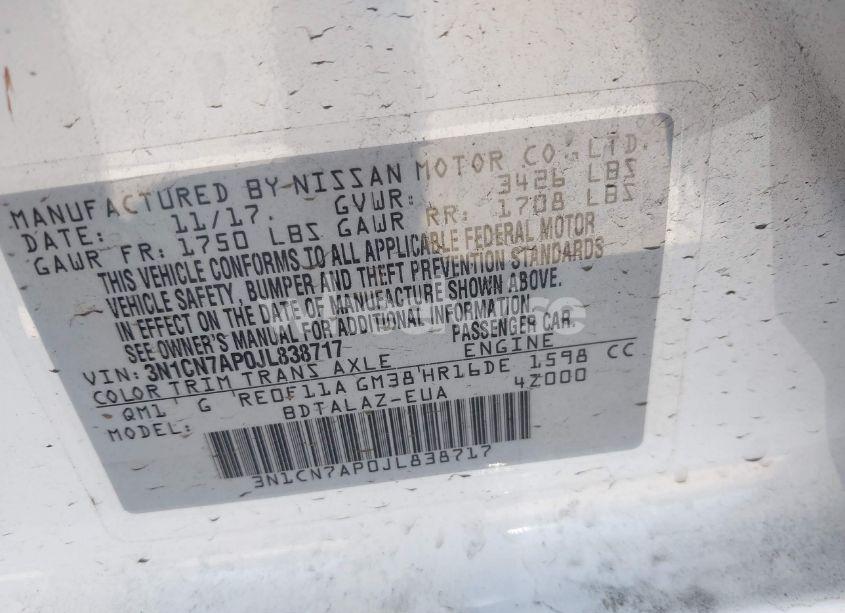 MANUFACTURED BY NISSAN MOTOR CO.,LTD.
DATE: 11/17. GVWR: 3426 LBS
GAWR FR: 1750 LBS GAWR RR: 1708 LBS
THIS VEHICLE CONFORMS TO ALL APPLICABLE FEDERAL MOTOR
VEHICLE SAFETY, BUMPER AND THEFT PREVENTION STANDARDS
IN EFFECT ON THE DATE OF MANUFACTURE SHOWN ABOVE.
SEE OWNER'S MANUAL FOR ADDITIONAL INFORMATION
VIN: 3N1CN7AP0JL838717 PASSENGER CAR.
COLOR TRIM TRANS AXLE ENGINE
QM1 G RE0F11A GM38 HR16DE 1598 CC
MODEL: BDTALAZ-EUA 4Z000
3N1CN7AP0JL838717